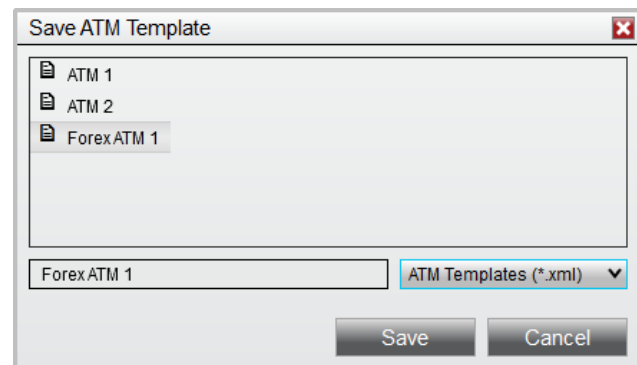 Save ATM Template
ATM 1
ATM 2
Forex ATM 1
Forex ATM 1
ATM Templates (*.xml)
Save
Cancel